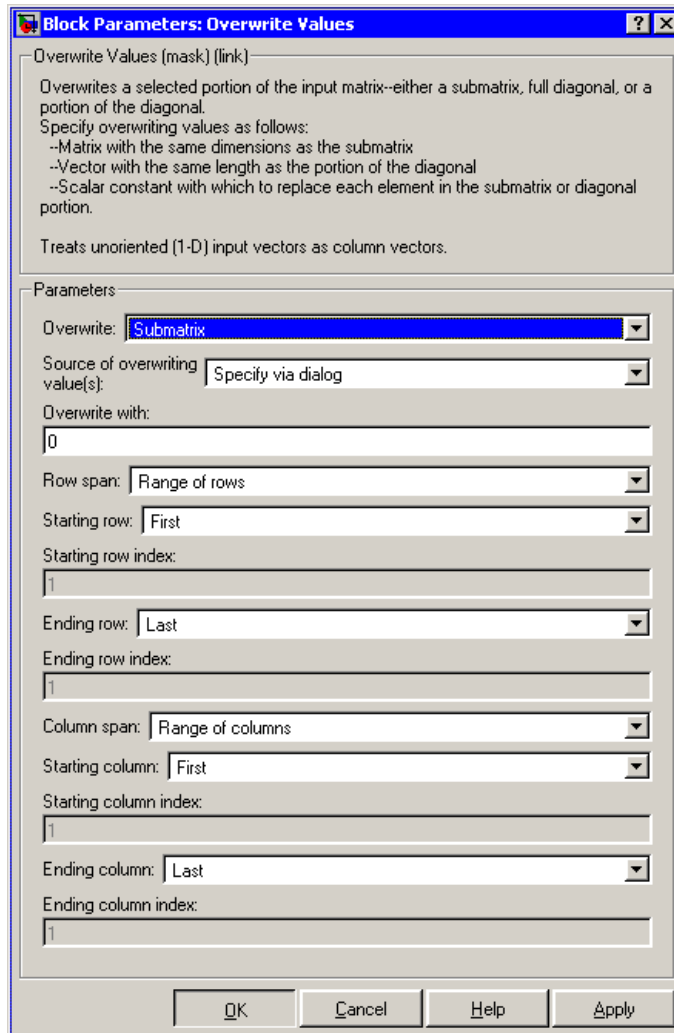 Block Parameters: Overwrite Values
Overwrite Values (mask) (link)
Overwrites a selected portion of the input matrix--either a submatrix, full diagonal, or a
portion of the diagonal.
Specify overwriting values as follows:
--Matrix with the same dimensions as the submatrix
--Vector with the same length as the portion of the diagonal
--Scalar constant with which to replace each element in the submatrix or diagonal
portion.
Treats unoriented (1-D) input vectors as column vectors.
Parameters
Overwrite: Submatrix
Source of overwriting
value(s): Specify via dialog
Overwrite with:
0
Row span: Range of rows
Starting row: First
Starting row index:
1
Ending row: Last
Ending row index:
1
Column span: Range of columns
Starting column: First
Starting column index:
1
Ending column: Last
Ending column index:
1
OK Cancel Help Apply